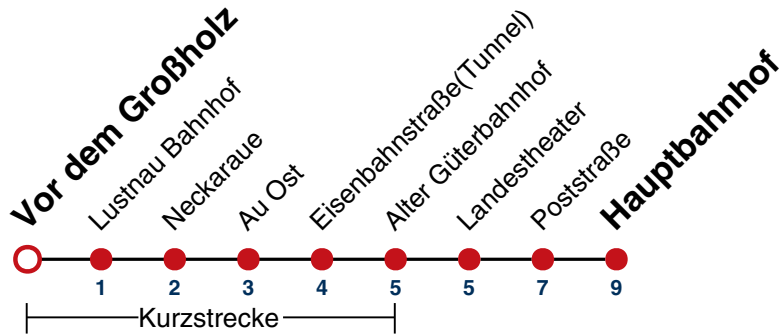 Vor dem Großholz
Lustnau Bahnhof
Neckaraue
Au Ost
Eisenbahnstraße(Tunnel)
Alter Güterbahnhof
Landestheater
Poststraße
Hauptbahnhof
1 2 3 4 5 5 7 9
Kurzstrecke